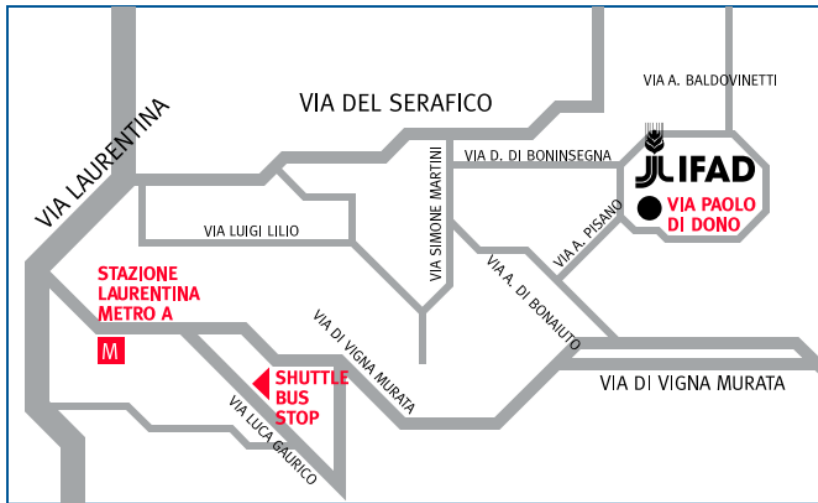 VIA A. BALDOVINETTI
VIA DEL SERAFICO
VIA LAURENTINA
VIA D. DI BONINSEGNA
IFAD
VIA PAOLO
DI DONO
VIA SIMONE MARTINI
VIA LUIGI LILIO
VIA A. PISANO
STAZIONE
LAURENTINA
METRO A
M
VIA A. DI BONAIUTO
VIA DI VIGNA MURATA
SHUTTLE
BUS
STOP
VIA DI VIGNA MURATA
VIA LUCA GAURICO